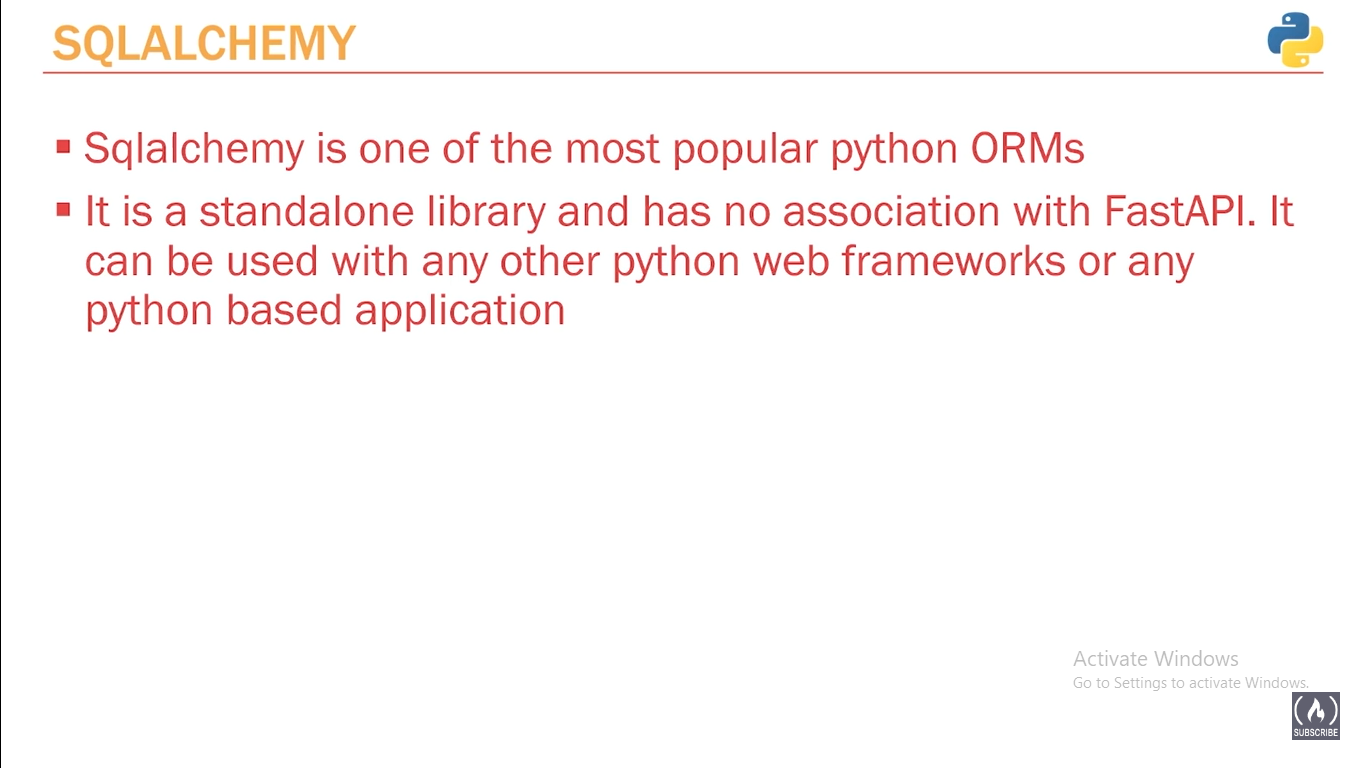 SQLALCHEMY
Sqlalchemy is one of the most popular python ORMs
It is a standalone library and has no association with FastAPI. It
can be used with any other python web frameworks or any
python based application
Activate Windows
Go to Settings to activate Windows.
SUBSCRIBE